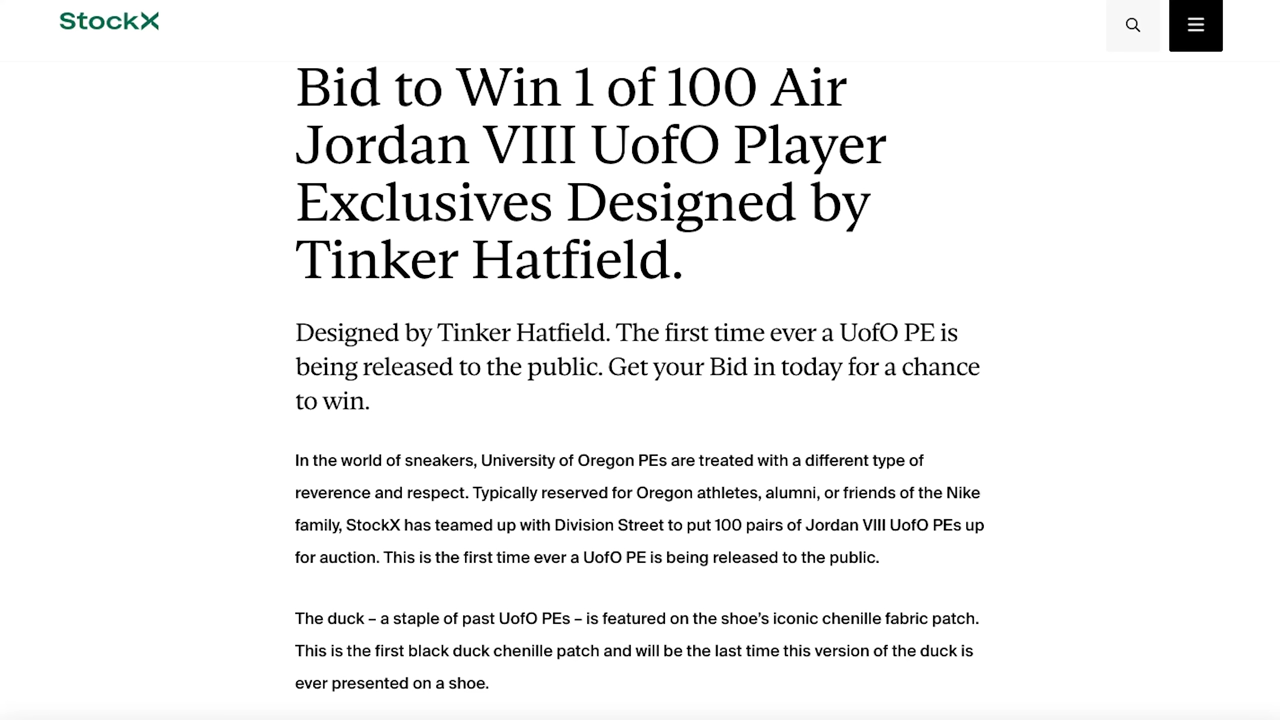 StockX
Bid to Win 1 of 100 Air
Jordan VIII UofO Player
Exclusives Designed by
Tinker Hatfield.
Designed by Tinker Hatfield. The first time ever a UofO PE is
being released to the public. Get your Bid in today for a chance
to win.
In the world of sneakers, University of Oregon PEs are treated with a different type of
reverence and respect. Typically reserved for Oregon athletes, alumni, or friends of the Nike
family, StockX has teamed up with Division Street to put 100 pairs of Jordan VIII UofO PEs up
for auction. This is the first time ever a UofO PE is being released to the public.
The duck – a staple of past UofO PEs – is featured on the shoe’s iconic chenille fabric patch.
This is the first black duck chenille patch and will be the last time this version of the duck is
ever presented on a shoe.